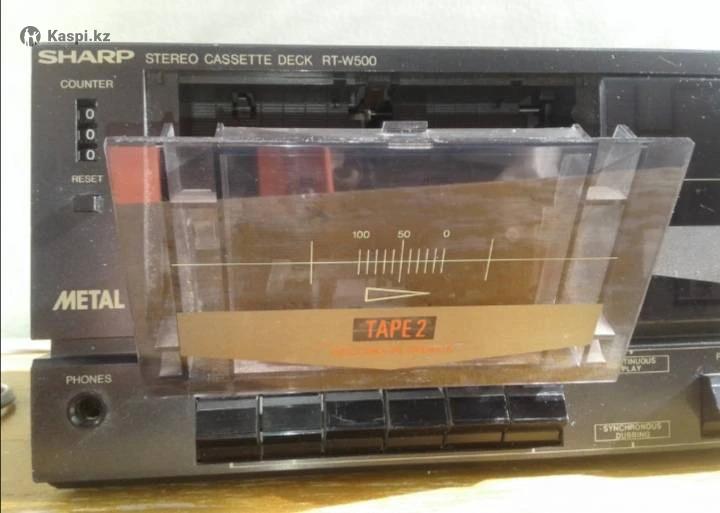 Kaspi.kz
SHARP STEREO CASSETTE DECK RT-W500
COUNTER
0
0
0
RESET
100 50 0
METAL
TAPE 2
PHONES
PLAY
SYNCHRONOUS
DUBBING